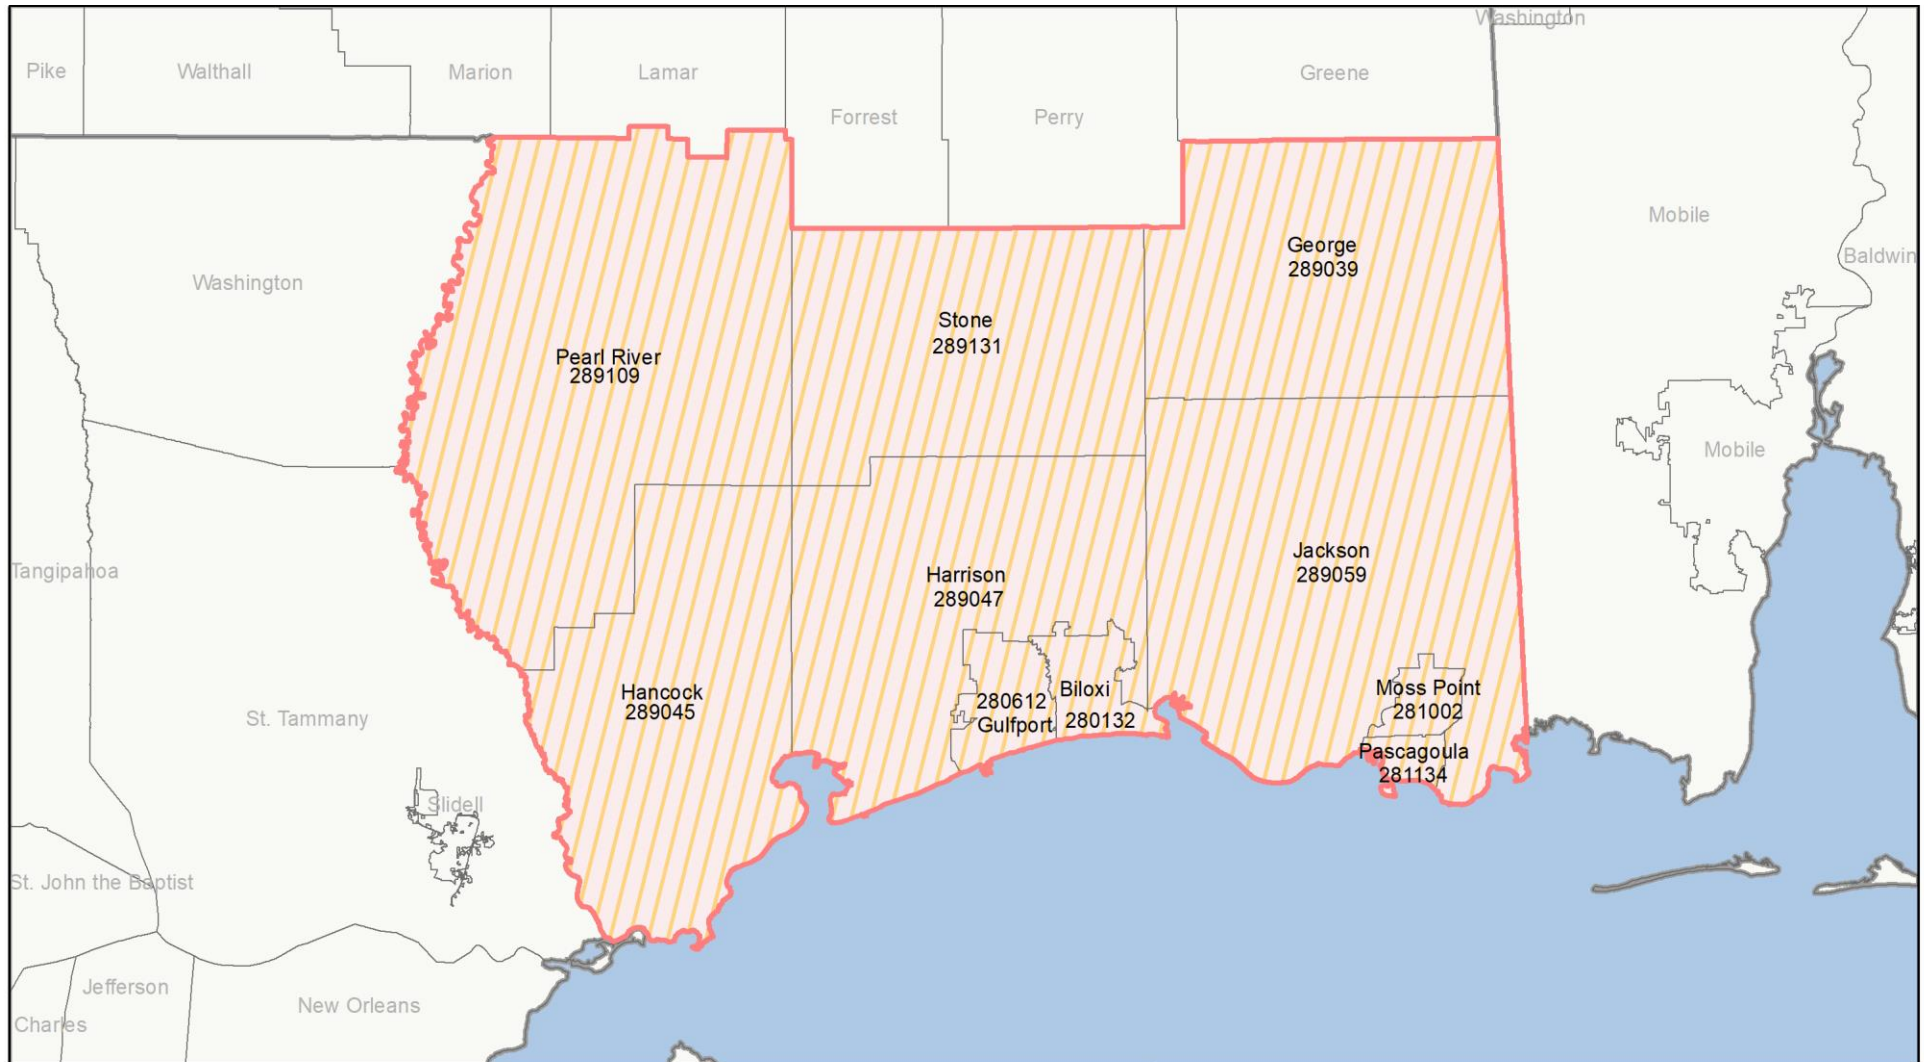 Washington
Pike
Walthall
Marion
Lamar
Greene
Forrest
Perry
Mobile
George
289039
Baldwin
Washington
Stone
289131
Pearl River
289109
Mobile
Tangipahoa
Jackson
289059
Harrison
289047
Hancock
289045
280612
Gulfport
Biloxi
280132
Moss Point
281002
Pascagoula
281134
St. Tammany
Slidell
St. John the Baptist
Jefferson
New Orleans
Charles